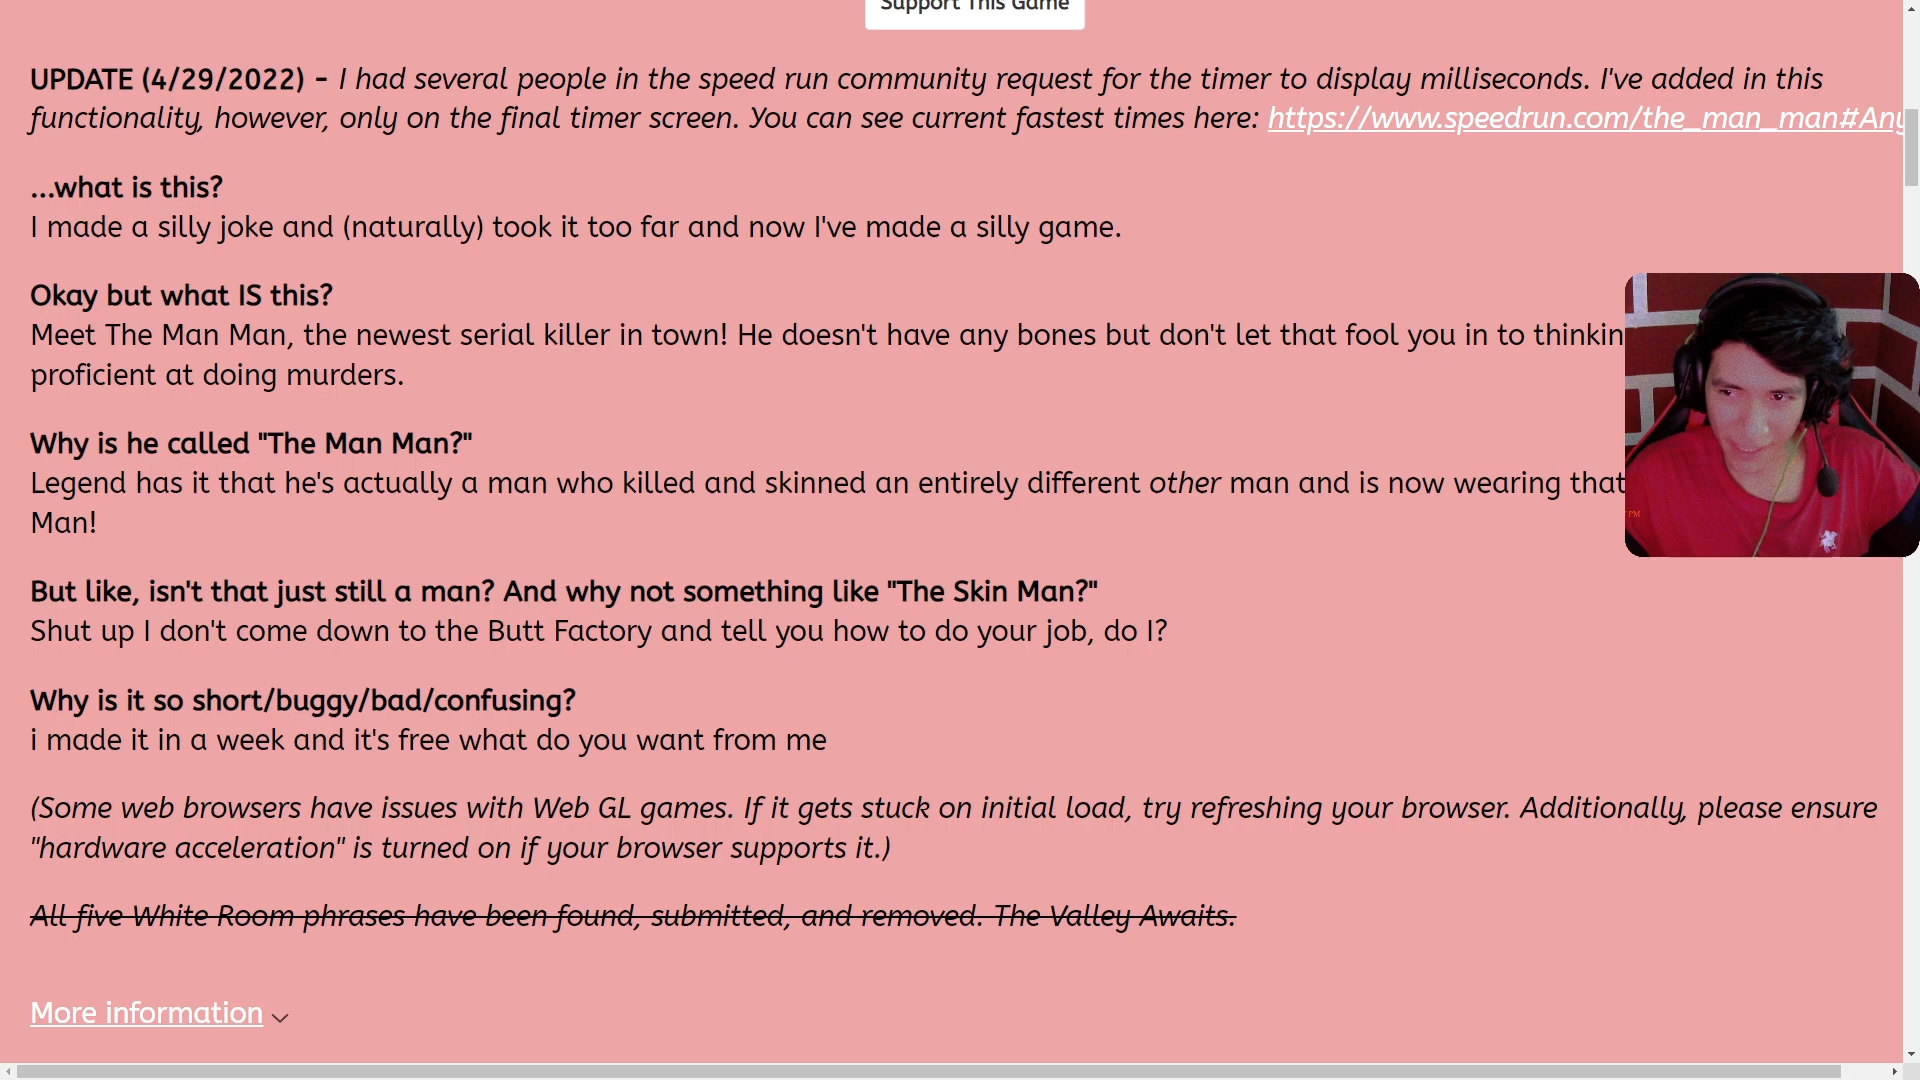 Support This Game
UPDATE (4/29/2022) - I had several people in the speed run community request for the timer to display milliseconds. I've added in this
functionality, however, only on the final timer screen. You can see current fastest times here: https://www.speedrun.com/the_man_man#Any
...what is this?
I made a silly joke and (naturally) took it too far and now I've made a silly game.
Okay but what IS this?
Meet The Man Man, the newest serial killer in town! He doesn't have any bones but don't let that fool you in to thinkin
proficient at doing murders.
Why is he called "The Man Man?"
Legend has it that he's actually a man who killed and skinned an entirely different other man and is now wearing that
Man!
But like, isn't that just still a man? And why not something like "The Skin Man?"
Shut up I don't come down to the Butt Factory and tell you how to do your job, do I?
Why is it so short/buggy/bad/confusing?
i made it in a week and it's free what do you want from me
(Some web browsers have issues with Web GL games. If it gets stuck on initial load, try refreshing your browser. Additionally, please ensure
"hardware acceleration" is turned on if your browser supports it.)
All five White Room phrases have been found, submitted, and removed. The Valley Awaits.
More information